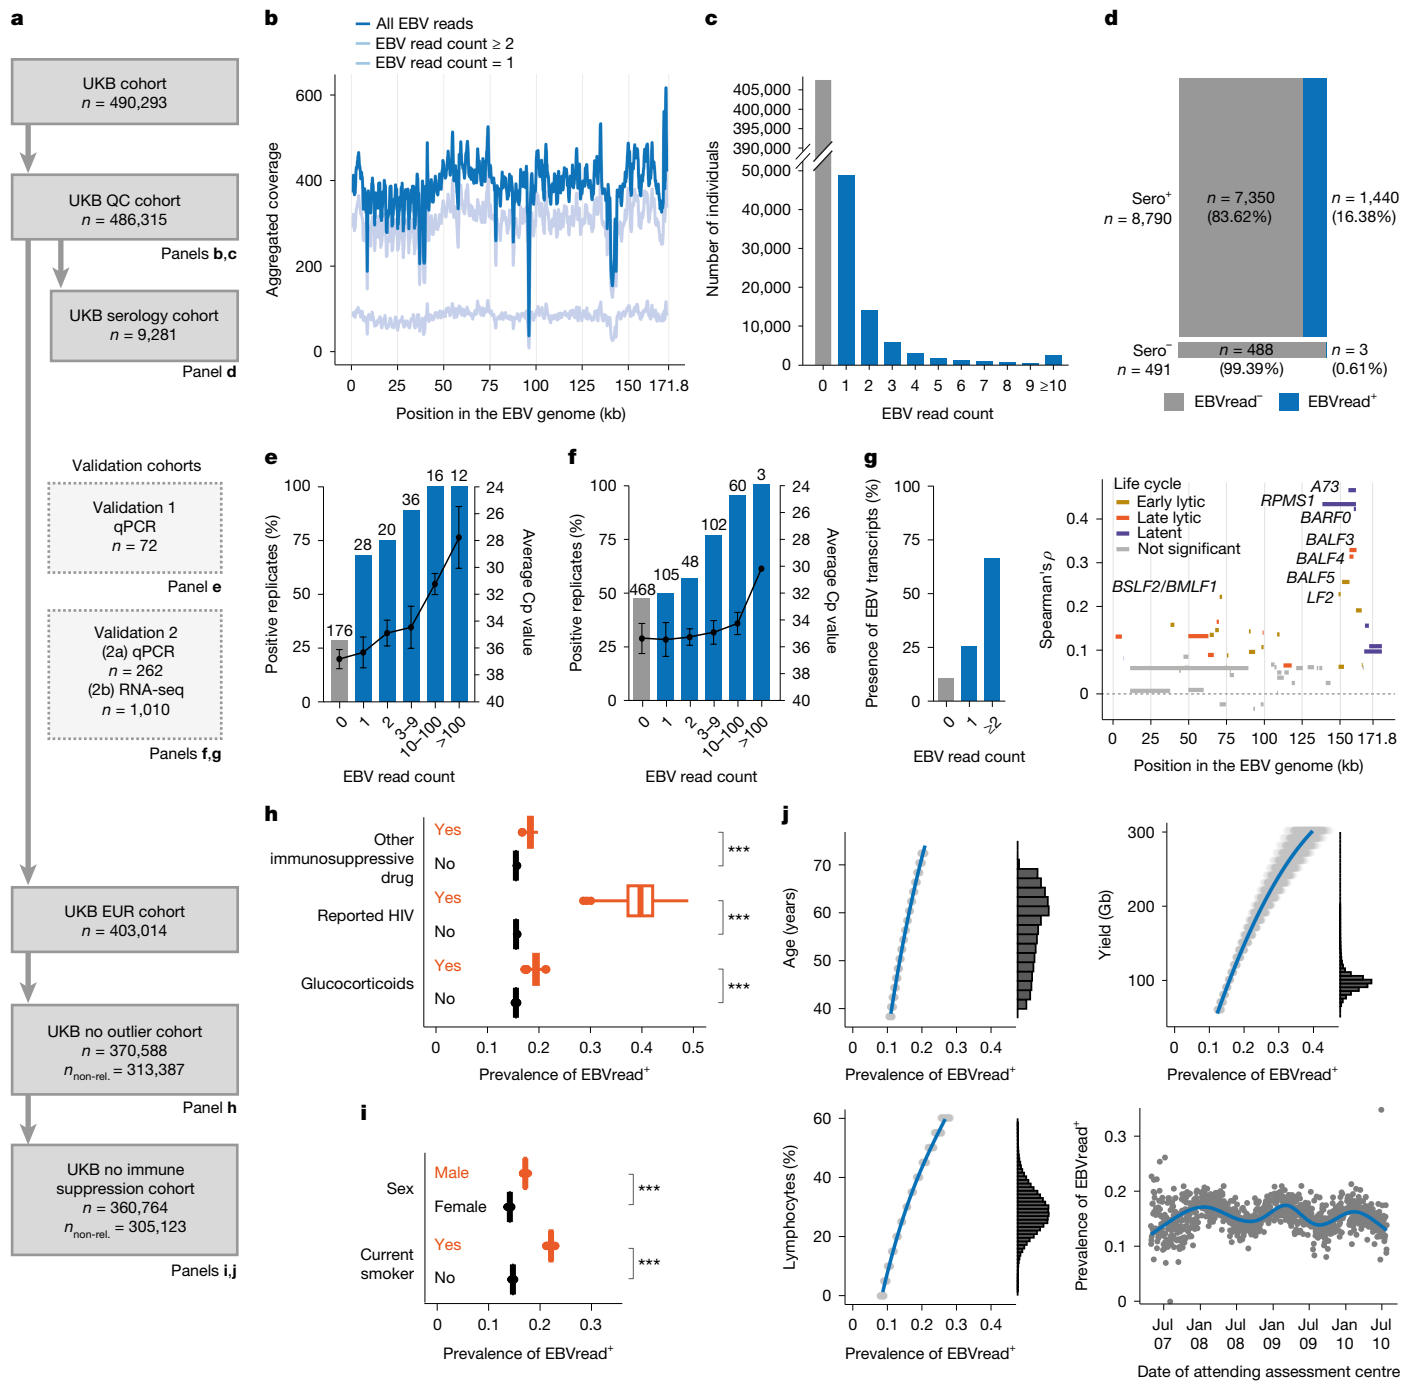 a
UKB cohort
n = 490,293
UKB QC cohort
n = 486,315
Panels b,c
UKB serology cohort
n = 9,281
Panel d
Validation cohorts
Validation 1
qPCR
n = 72
Panel e
Validation 2
(2a) qPCR
n = 262
(2b) RNA-seq
n = 1,010
Panels f,g
UKB EUR cohort
n = 403,014
UKB no outlier cohort
n = 370,588
nnon-rel. = 313,387
Panel h
UKB no immune
suppression cohort
n = 360,764
nnon-rel. = 305,123
Panels i,j
b
All EBV reads
EBV read count ≥ 2
EBV read count = 1
Aggregated coverage
600
400
200
0
0 25 50 75 100 125 150 171.8
Position in the EBV genome (kb)
c
Number of individuals
405,000
400,000
395,000
390,000
50,000
40,000
30,000
20,000
10,000
0
0 1 2 3 4 5 6 7 8 9 ≥10
EBV read count
d
Sero+
n = 8,790
n = 7,350
(83.62%)
n = 1,440
(16.38%)
Sero−
n = 491
n = 488
(99.39%)
n = 3
(0.61%)
EBVread−
EBVread+
e
Positive replicates (%)
100
75
50
25
0
176
28
20
36
16
12
24
26
28
30
32
34
36
38
40
Average Cp value
0 1 2 3–9 10–100 >100
EBV read count
f
Positive replicates (%)
100
75
50
25
0
468
105
48
102
60
3
24
26
28
30
32
34
36
38
40
Average Cp value
0 1 2 3–9 10–100 >100
EBV read count
g
Presence of EBV transcripts (%)
100
75
50
25
0
0 1 ≥2
EBV read count
Spearman's ρ
0.4
0.3
0.2
0.1
0
Life cycle
Early lytic
Late lytic
Latent
Not significant
A73
RPMS1
BARF0
BALF3
BALF4
BALF5
LF2
BSLF2/BMLF1
0 25 50 75 100 125 150 171.8
Position in the EBV genome (kb)
h
Other
immunosuppressive
drug
Yes
No
***
Reported HIV
Yes
No
***
Glucocorticoids
Yes
No
***
0 0.1 0.2 0.3 0.4 0.5
Prevalence of EBVread+
i
Sex
Male
Female
***
Current
smoker
Yes
No
***
0 0.1 0.2 0.3
Prevalence of EBVread+
j
Age (years)
70
60
50
40
0 0.1 0.2 0.3 0.4
Prevalence of EBVread+
Yield (Gb)
300
200
100
0 0.1 0.2 0.3 0.4
Prevalence of EBVread+
Lymphocytes (%)
60
40
20
0
0 0.1 0.2 0.3 0.4
Prevalence of EBVread+
Prevalence of EBVread+
0.3
0.2
0.1
0
Jul Jan Jul Jan Jul Jan Jul
07 08 08 09 09 10 10
Date of attending assessment centre